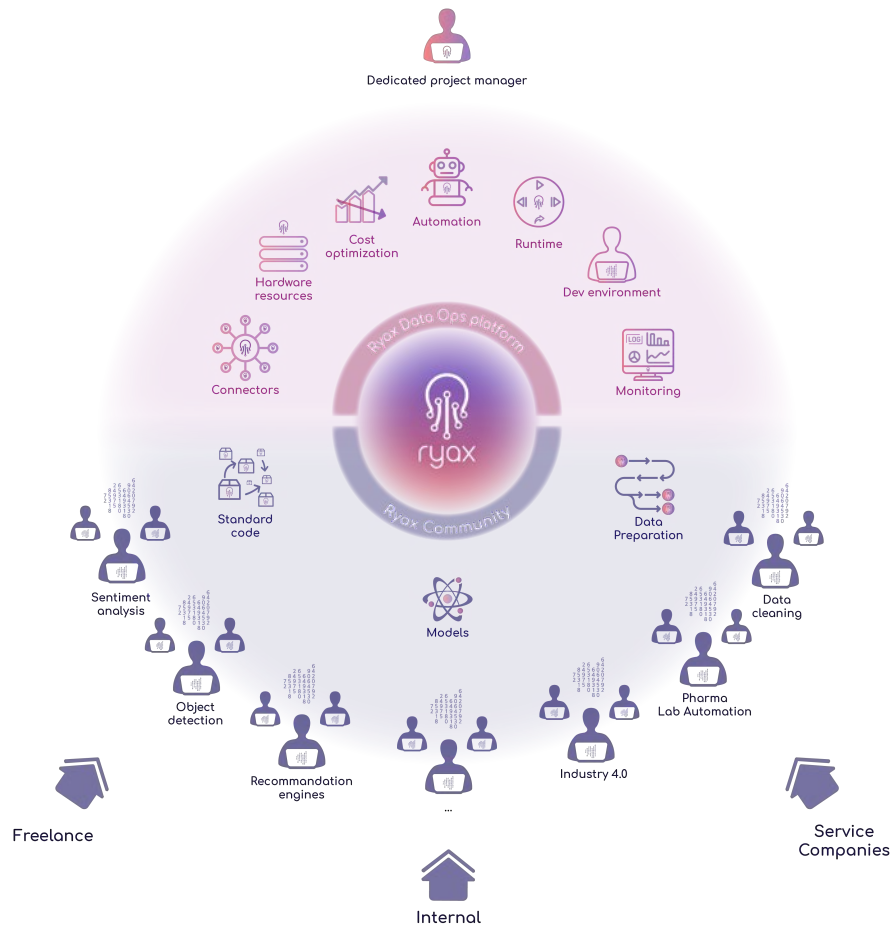 Dedicated project manager
Automation
Cost
optimization
Runtime
Hardware
resources
Dev environment
Ryax Data Ops platform
LOG
Connectors
Monitoring
ryax
Ryax Community
Standard
code
Data
Preparation
Models
Sentiment
analysis
Data
cleaning
Object
detection
Pharma
Lab Automation
Recommandation
engines
Industry 4.0
...
Freelance
Service
Companies
Internal